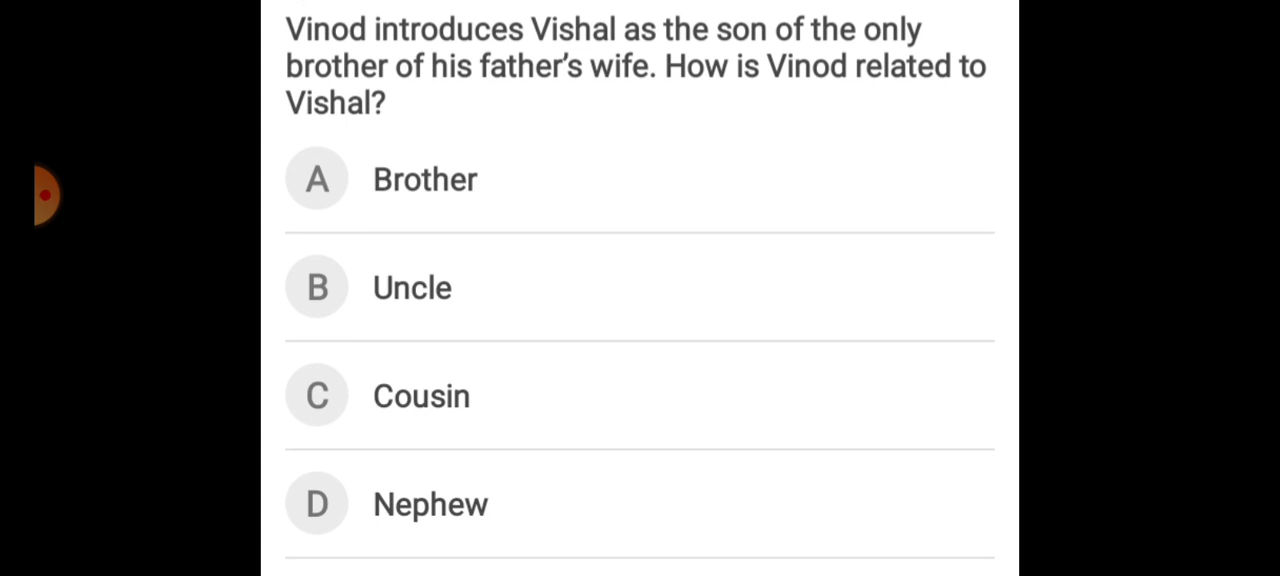 Vinod introduces Vishal as the son of the only
brother of his father's wife. How is Vinod related to
Vishal?
A Brother
B Uncle
C Cousin
D Nephew